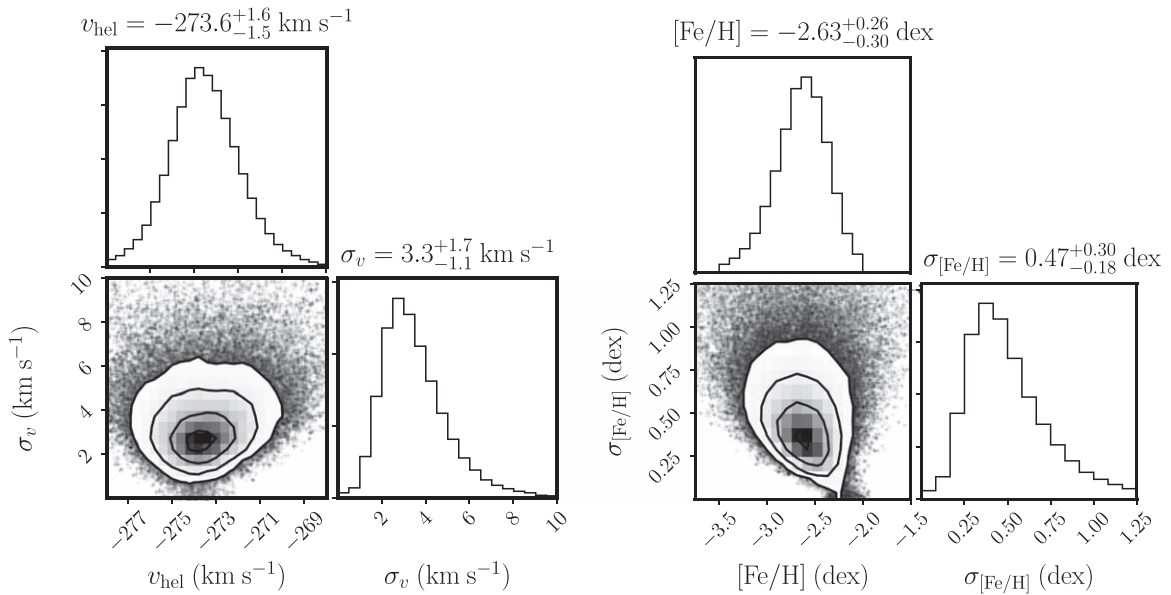 v_hel = −273.6^{+1.6}_{−1.5} km s^{−1}
[Fe/H] = −2.63^{+0.26}_{−0.30} dex
σ_v = 3.3^{+1.7}_{−1.1} km s^{−1}
σ_{[Fe/H]} = 0.47^{+0.30}_{−0.18} dex
10
8
6
4
2
σ_v (km s^{−1})
−277 −275 −273 −271 −269
v_hel (km s^{−1})
2 4 6 8 10
σ_v (km s^{−1})
1.25
1.00
0.75
0.50
0.25
σ_{[Fe/H]} (dex)
−3.5 −3.0 −2.5 −2.0 −1.5
[Fe/H] (dex)
0.25 0.50 0.75 1.00 1.25
σ_{[Fe/H]} (dex)